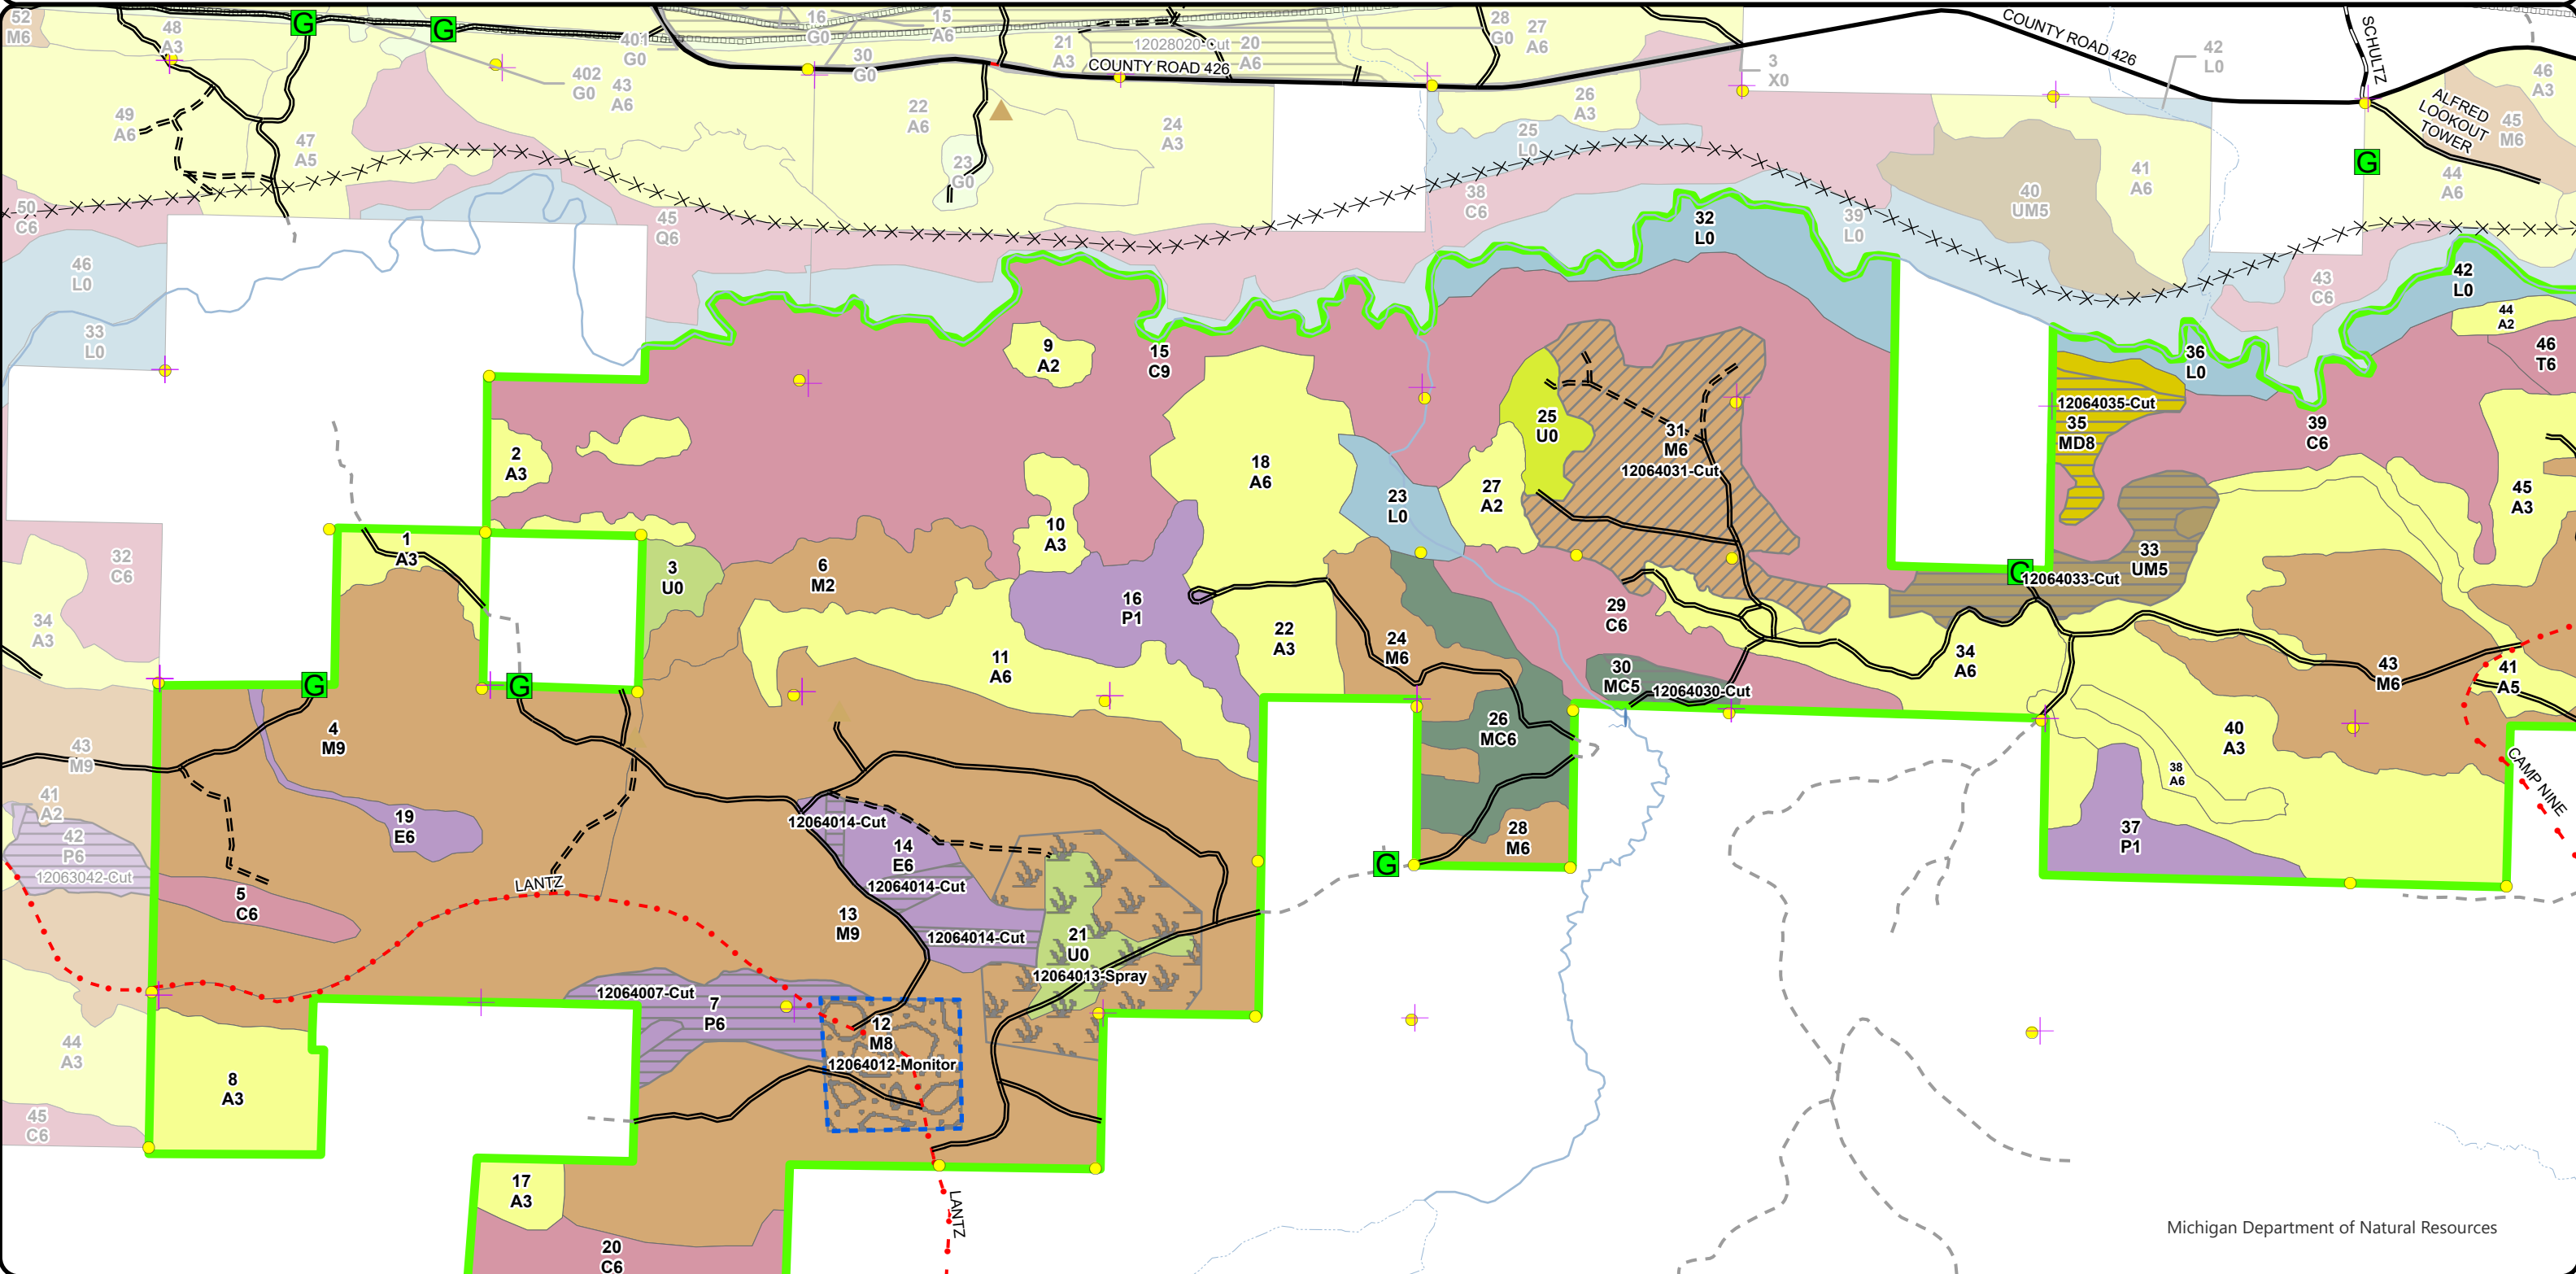 52
M6
48
A3
G
G
401
G0
402
G0
43
A6
16
G0
15
A6
30
G0
21
A3
12028020-Cut
20
A6
COUNTY ROAD 426
28
G0
27
A6
26
A3
3
X0
COUNTY ROAD 426
42
L0
SCHULTZ
46
A3
ALFRED
LOOKOUT
TOWER
45
M6
G
44
A6
49
A6
47
A5
22
A6
24
A3
23
G0
25
L0
38
C6
40
UM5
41
A6
50
C6
45
Q6
32
L0
39
L0
46
L0
33
L0
43
C6
42
L0
44
A2
46
T6
9
A2
15
C9
36
L0
12064035-Cut
35
MD8
39
C6
2
A3
18
A6
25
U0
31
M6
12064031-Cut
23
L0
27
A2
45
A3
1
A3
10
A3
3
U0
6
M2
32
C6
34
A3
16
P1
33
UM5
G
12064033-Cut
29
C6
22
A3
24
M6
11
A6
34
A6
30
MC5
12064030-Cut
43
M6
41
A5
G
G
4
M9
26
MC6
40
A3
38
A6
CAMP NINE
43
M9
41
A2
42
P6
12063042-Cut
19
E6
12064014-Cut
14
E6
12064014-Cut
28
M6
G
37
P1
LANTZ
5
C6
13
M9
12064014-Cut
21
U0
12064013-Spray
12064007-Cut
7
P6
12
M8
12064012-Monitor
44
A3
8
A3
45
C6
17
A3
LANTZ
20
C6
Michigan Department of Natural Resources